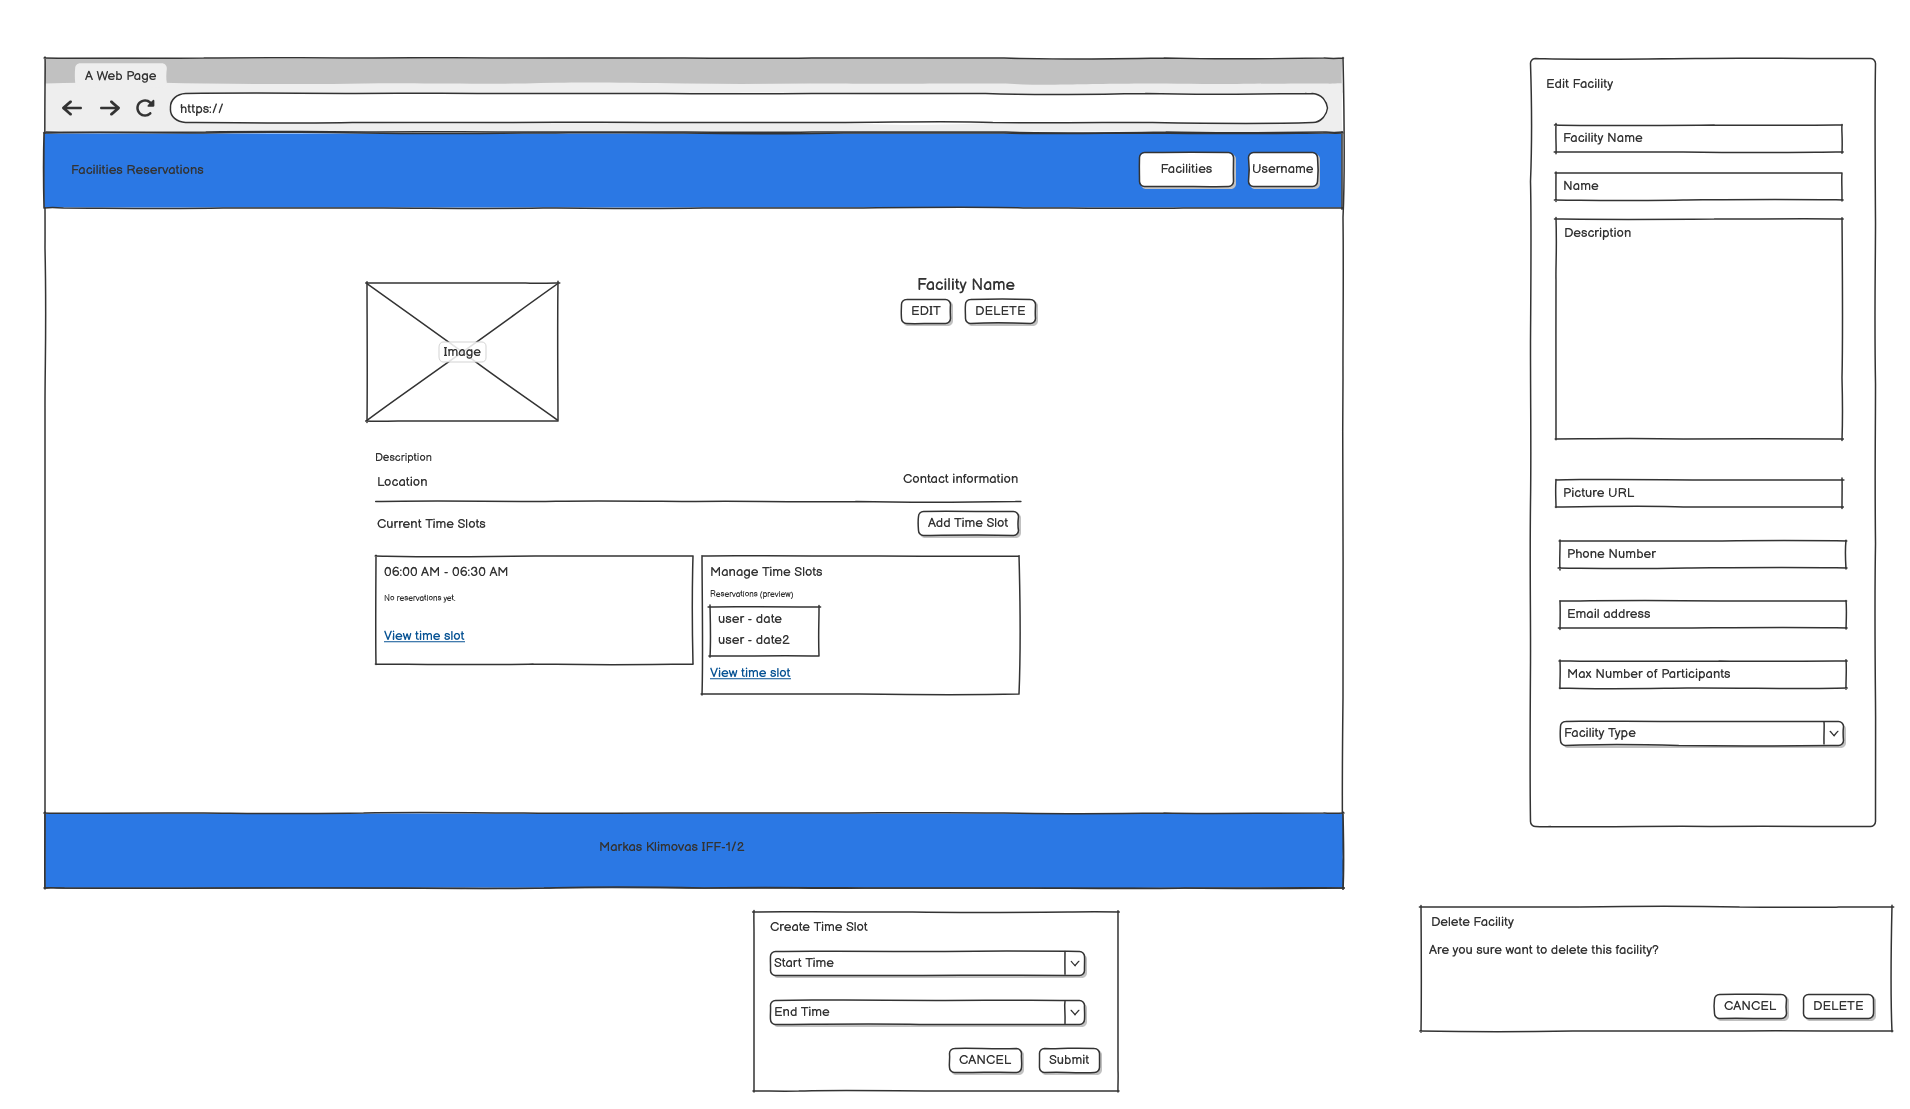 A Web Page
https://
Facilities Reservations
Facilities
Username
Image
Facility Name
EDIT
DELETE
Description
Location
Contact information
Current Time Slots
Add Time Slot
06:00 AM - 06:30 AM
No reservations yet.
View time slot
Manage Time Slots
Reservations (preview)
user - date
user - date2
View time slot
Markas Klimovas IFF-1/2
Edit Facility
Facility Name
Name
Description
Picture URL
Phone Number
Email address
Max Number of Participants
Facility Type
Create Time Slot
Start Time
End Time
CANCEL
Submit
Delete Facility
Are you sure want to delete this facility?
CANCEL
DELETE